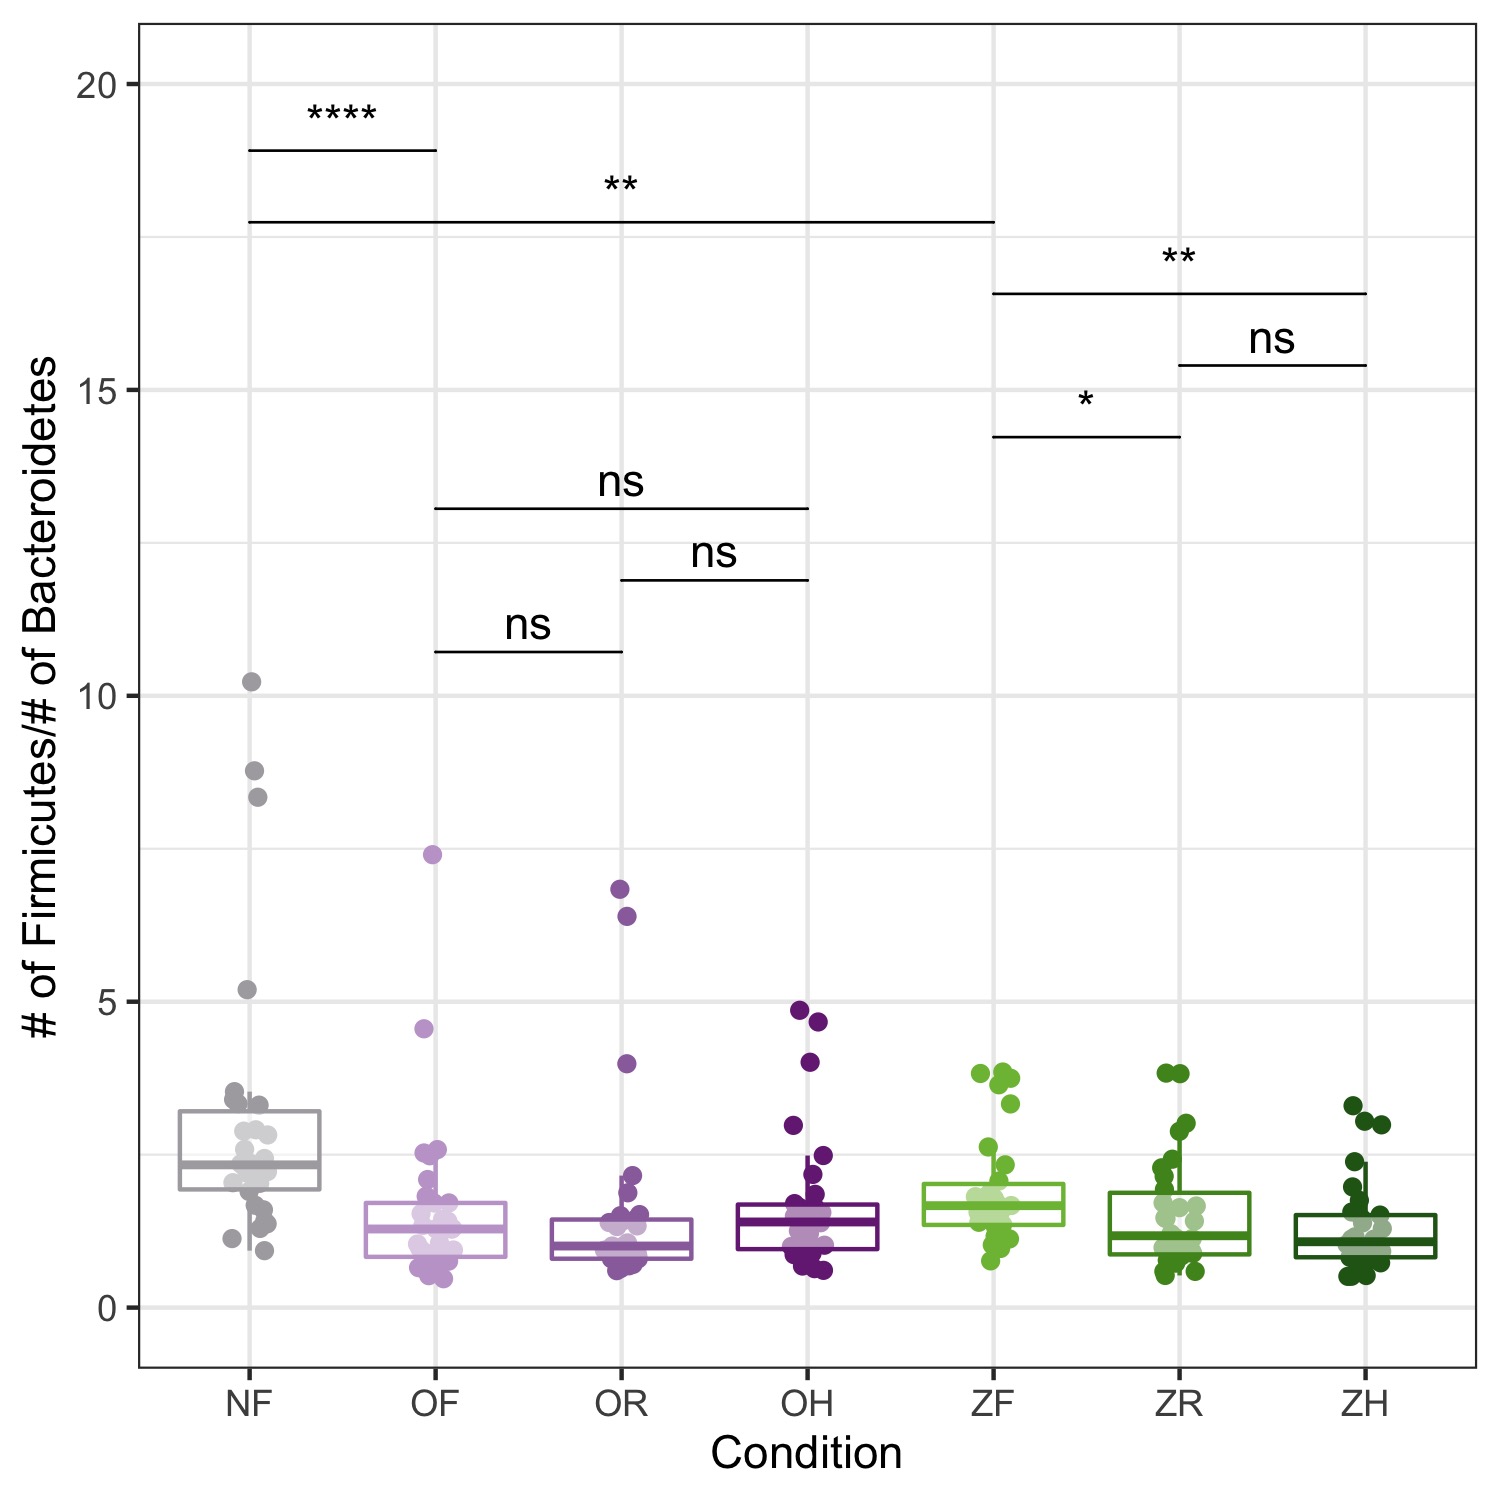 20
****
**
**
ns
15
*
ns
ns
ns
10
5
0
# of Firmicutes/# of Bacteroidetes
NF OF OR OH ZF ZR ZH
Condition